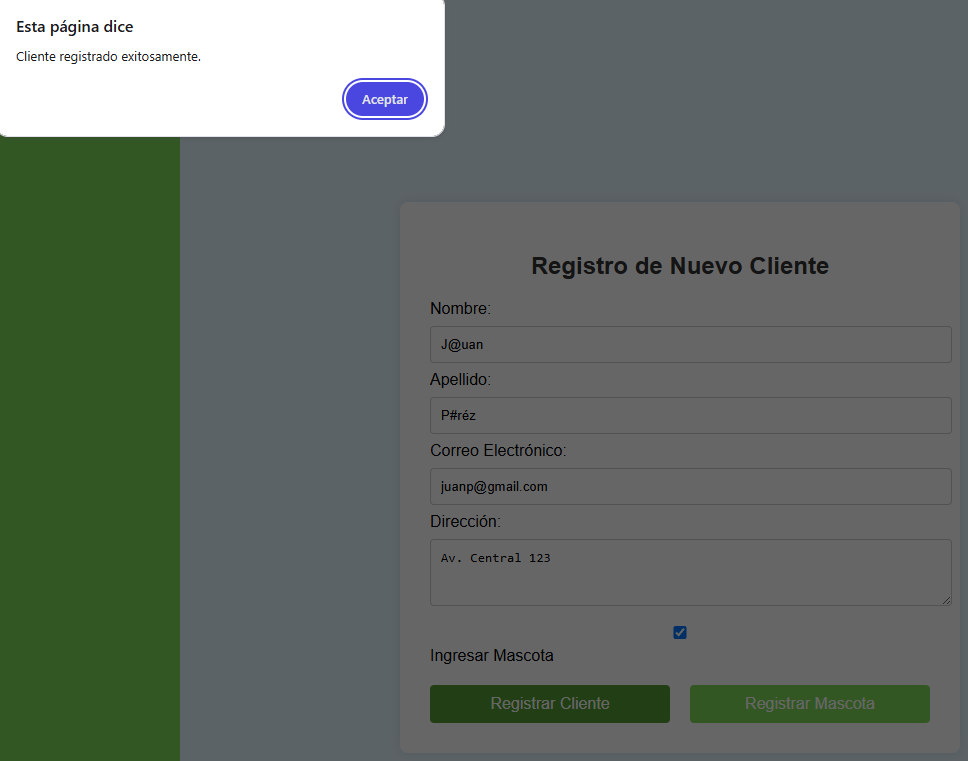 Esta página dice
Cliente registrado exitosamente.
Aceptar
Registro de Nuevo Cliente
Nombre:
J@uan
Apellido:
P#réz
Correo Electrónico:
juanp@gmail.com
Dirección:
Av. Central 123
Ingresar Mascota
Registrar Cliente
Registrar Mascota